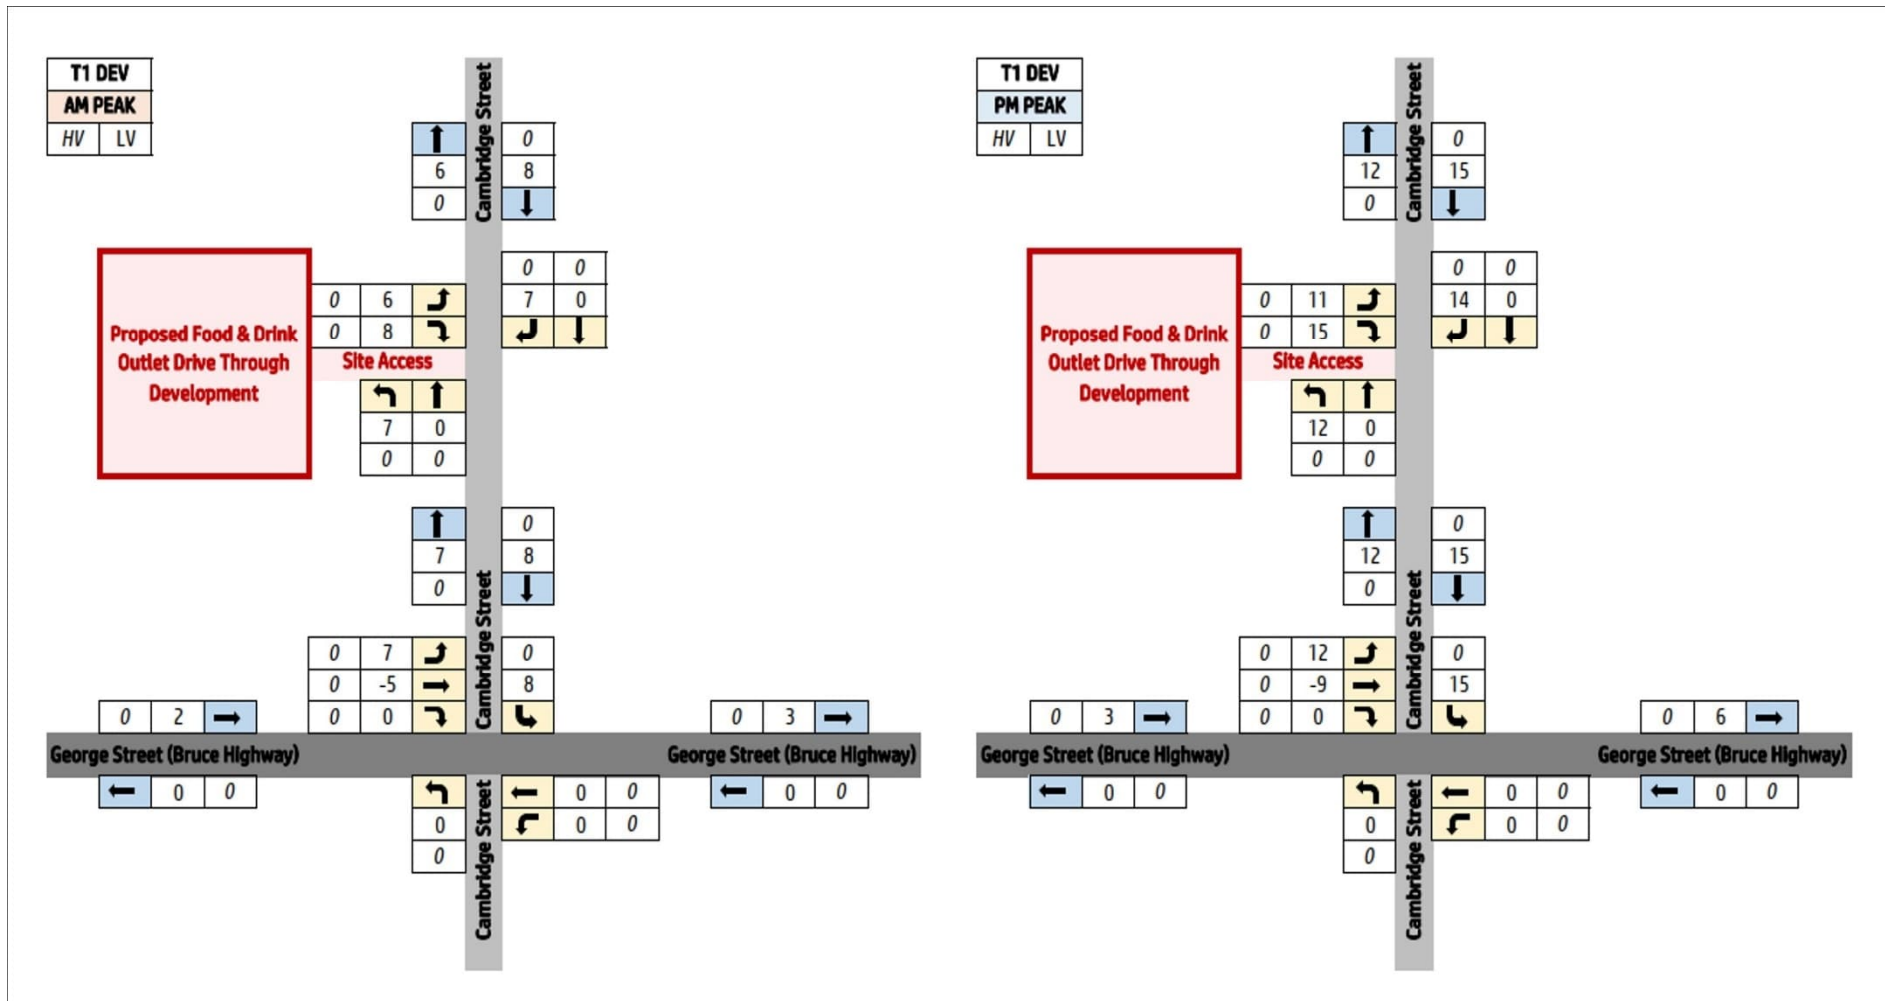 T1 DEV
AM PEAK
HV LV
Cambridge Street
0
6 8
0
Proposed Food & Drink
Outlet Drive Through
Development
0 0
0 6 7 0
0 8
Site Access
7 0
0 0
0
7 8
0
Cambridge Street
0 7 0
0 -5 8
0 0
0 2
0 3
George Street (Bruce Highway)
George Street (Bruce Highway)
0 0
0 0 0 0
0 0 0
0
Cambridge Street
T1 DEV
PM PEAK
HV LV
Cambridge Street
0
12 15
0
Proposed Food & Drink
Outlet Drive Through
Development
0 0
0 11 14 0
0 15
Site Access
12 0
0 0
0
12 15
0
Cambridge Street
0 12 0
0 -9 15
0 0
0 3
0 6
George Street (Bruce Highway)
George Street (Bruce Highway)
0 0
0 0 0 0
0 0 0
0
Cambridge Street